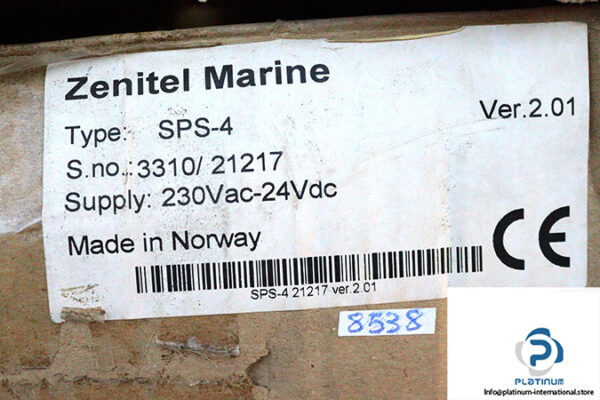 Zenitel Marine
Ver.2.01
Type: SPS-4
S.no.:3310/ 21217
Supply: 230Vac-24Vdc
Made in Norway
CE
SPS-4 21217 ver.2.01
8538
PLATINUM
Info@platinum-international.store